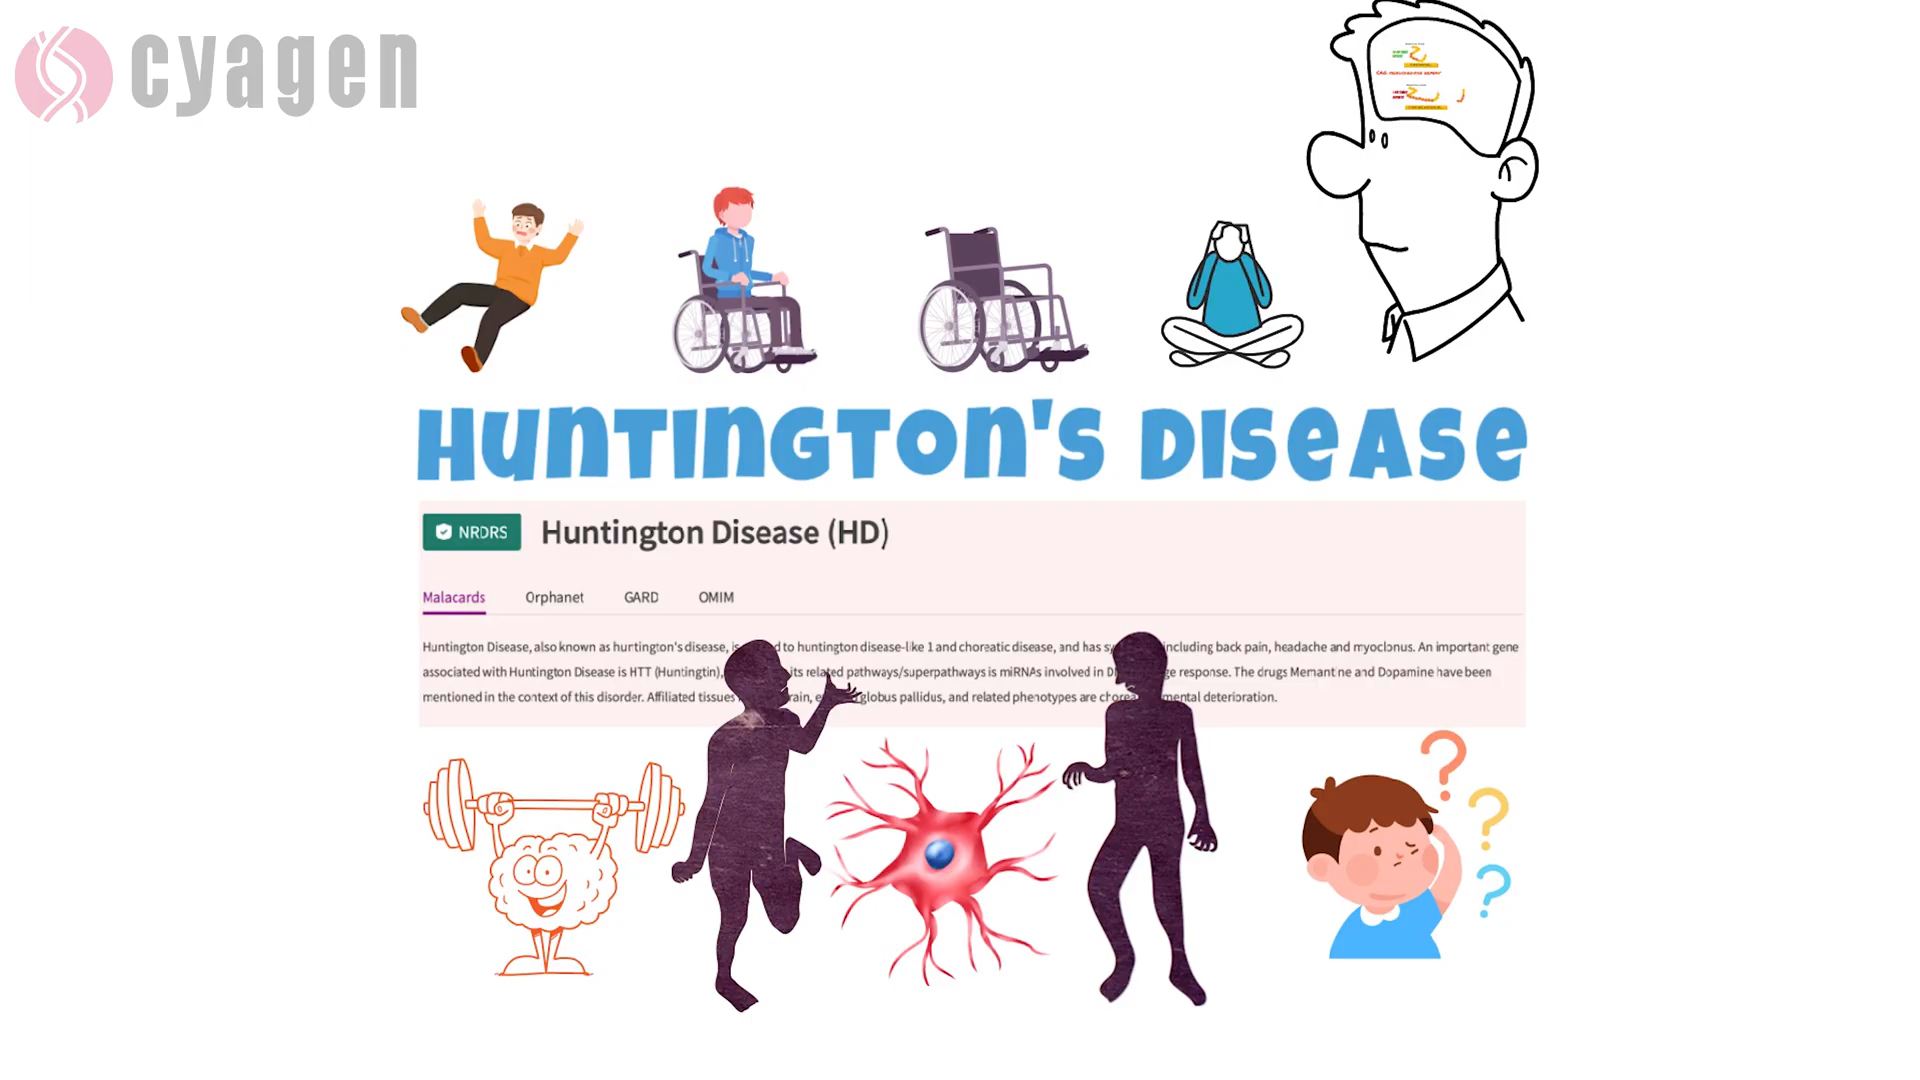 cyagen
HUNTINGTON'S DISEASE
NRDRS Huntington Disease (HD)
Malacards Orphanet GARD OMIM
Huntington Disease, also known as hurtington's disease, is to huntington disease-like 1 and choreatic disease, and has including back pain, headache and myoclonus. An important gene
associated with Huntington Disease is HTT (Huntingtin), its related pathways/superpathways is miRNAs involved in response. The drugs Memantine and Dopamine have been
mentioned in the context of this disorder. Affiliated tissues globus pallidus, and related phenotypes are mental deterioration.